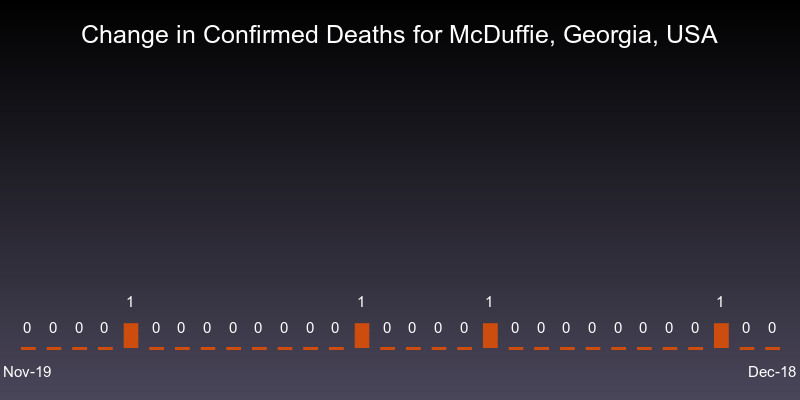 Change in Confirmed Deaths for McDuffie, Georgia, USA
1 1 1 1
0 0 0 0 0 0 0 0 0 0 0 0 0 0 0 0 0 0 0 0 0 0 0 0 0 0
Nov-19 Dec-18